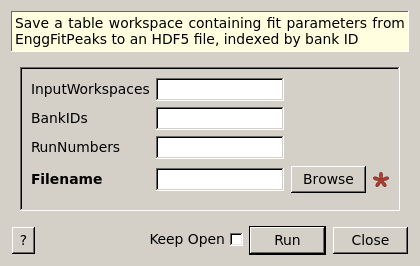 Save a table workspace containing fit parameters from
EnggFitPeaks to an HDF5 file, indexed by bank ID
InputWorkspaces
BankIDs
RunNumbers
Filename Browse *
? Keep Open Run Close